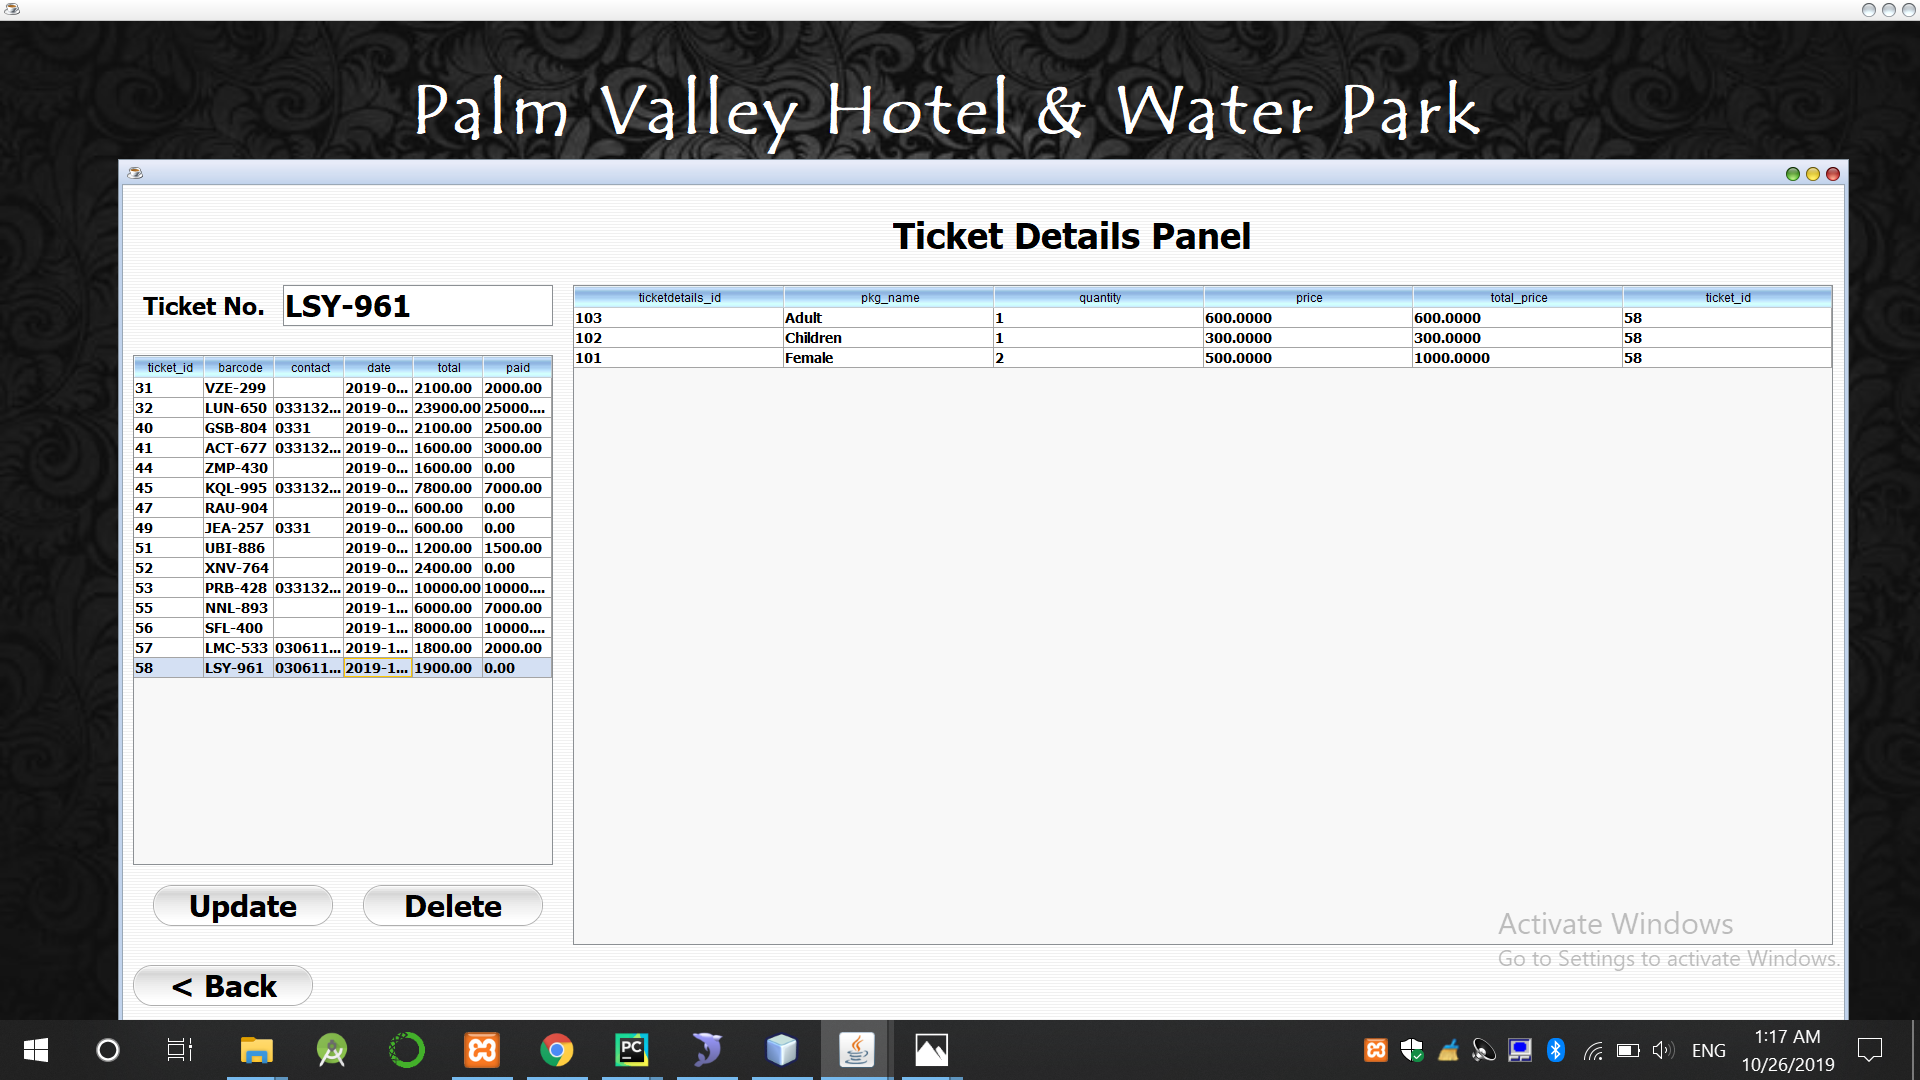 Palm Valley Hotel & Water Park
Ticket Details Panel
Ticket No. LSY-961
ticket_id barcode contact date total paid
31 VZE-299 2019-0... 2100.00 2000.00
32 LUN-650 033132... 2019-0... 23900.00 25000....
40 GSB-804 0331 2019-0... 2100.00 2500.00
41 ACT-677 033132... 2019-0... 1600.00 3000.00
44 ZMP-430 2019-0... 1600.00 0.00
45 KQL-995 033132... 2019-0... 7800.00 7000.00
47 RAU-904 2019-0... 600.00 0.00
49 JEA-257 0331 2019-0... 600.00 0.00
51 UBI-886 2019-0... 1200.00 1500.00
52 XNV-764 2019-0... 2400.00 0.00
53 PRB-428 033132... 2019-0... 10000.00 10000....
55 NNL-893 2019-1... 6000.00 7000.00
56 SFL-400 2019-1... 8000.00 10000....
57 LMC-533 030611... 2019-1... 1800.00 2000.00
58 LSY-961 030611... 2019-1... 1900.00 0.00
ticketdetails_id pkg_name quantity price total_price ticket_id
103 Adult 1 600.0000 600.0000 58
102 Children 1 300.0000 300.0000 58
101 Female 2 500.0000 1000.0000 58
Update Delete
< Back
Activate Windows
Go to Settings to activate Windows.
PC
ENG
1:17 AM
10/26/2019